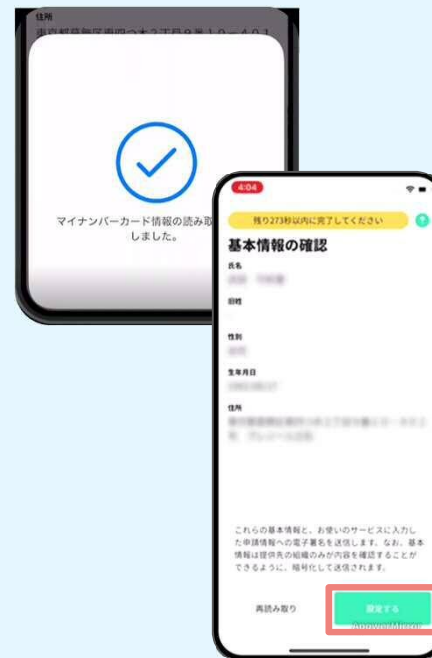 住所
マイナンバーカード情報の読み取
しました。
4:04
残り273秒以内に完了してください
?
基本情報の確認
氏名
旧姓
性別
生年月日
住所
これらの基本情報と、お使いのサービスに入力し
た申請情報への電子署名を送信します。なお、基本
情報は提供先の組織のみが内容を確認することが
できるように、暗号化して送信されます。
再読み取り
設定する
ApowerMirror